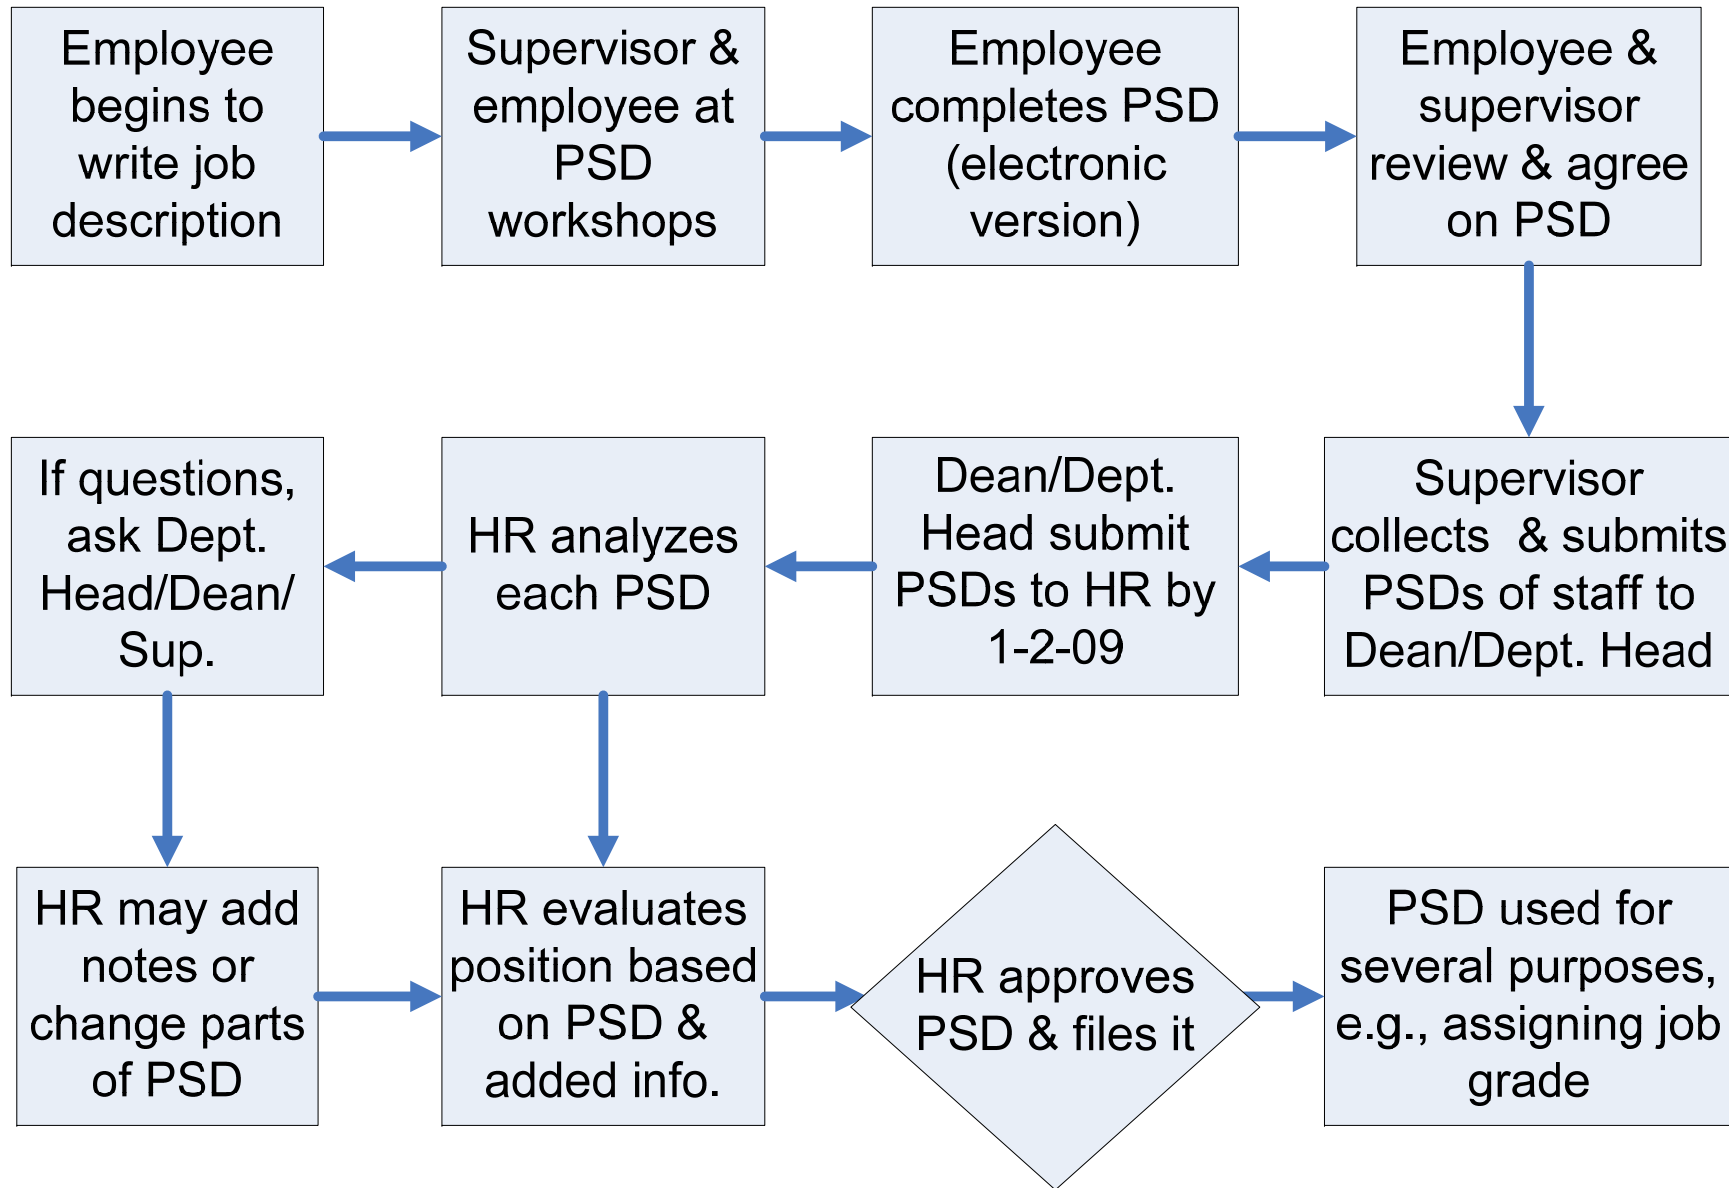 Employee
begins to
write job
description
Supervisor &
employee at
PSD
workshops
Employee
completes PSD
(electronic
version)
Employee &
supervisor
review & agree
on PSD
Supervisor
collects & submits
PSDs of staff to
Dean/Dept. Head
Dean/Dept.
Head submit
PSDs to HR by
1-2-09
HR analyzes
each PSD
If questions,
ask Dept.
Head/Dean/
Sup.
HR may add
notes or
change parts
of PSD
HR evaluates
position based
on PSD &
added info.
HR approves
PSD & files it
PSD used for
several purposes,
e.g., assigning job
grade